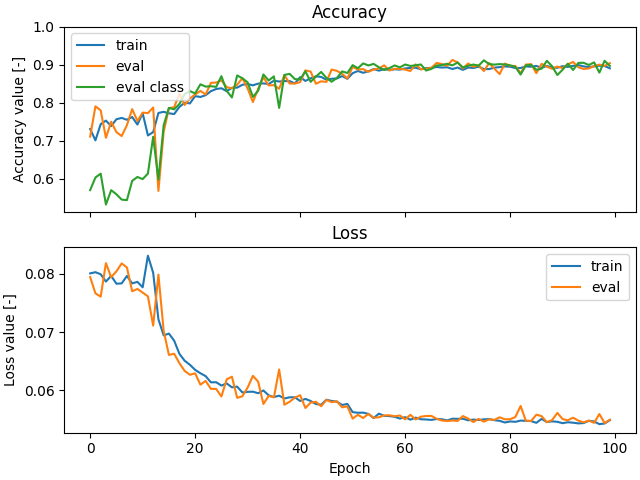 Accuracy
1.0
0.9
0.8
0.7
0.6
Accuracy value [-]
train
eval
eval class
Loss
0.08
0.07
0.06
Loss value [-]
train
eval
0 20 40 60 80 100
Epoch